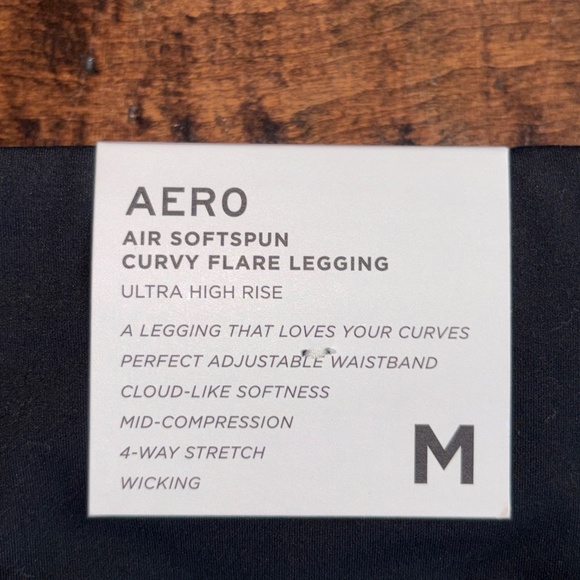 AERO
AIR SOFTSPUN
CURVY FLARE LEGGING
ULTRA HIGH RISE
A LEGGING THAT LOVES YOUR CURVES
PERFECT ADJUSTABLE WAISTBAND
CLOUD-LIKE SOFTNESS
MID-COMPRESSION
4-WAY STRETCH
WICKING
M